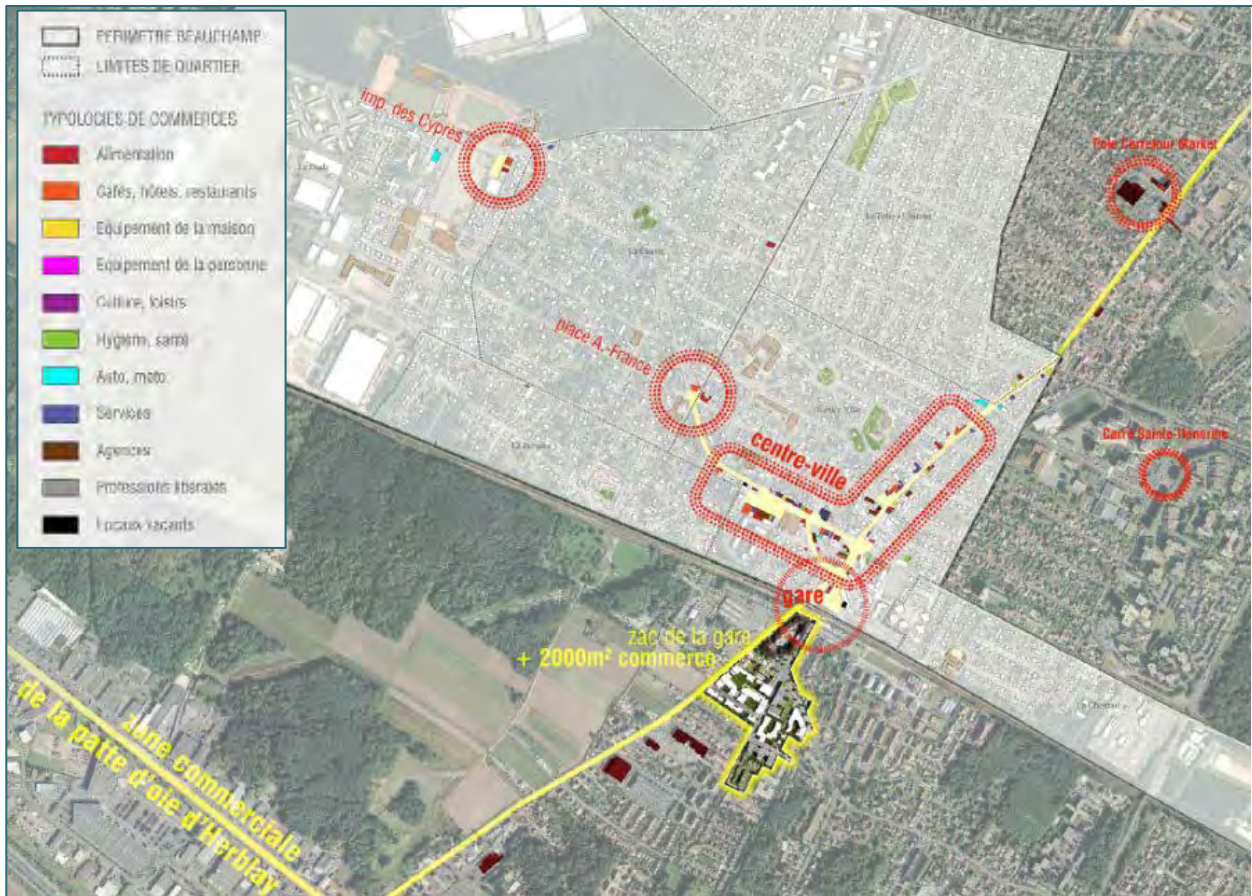 PÉRIMÈTRE BEAUCHAMP
LIMITES DE QUARTIER
TYPOLOGIES DE COMMERCES
Alimentation
Cafés, hôtels, restaurants
Equipement de la maison
Equipement de la personne
Culture, loisirs
Hygiène, santé
Auto, moto
Services
Agences
Professions libérales
Locaux vacants
imp. des Cyprès
Pole Carrefour Market
place A.-France
centre-ville
Carré Sainte-Honorine
gare
zac de la gare
+ 2000m² commerce
zone commerciale
de la patte d'oie d'Herblay